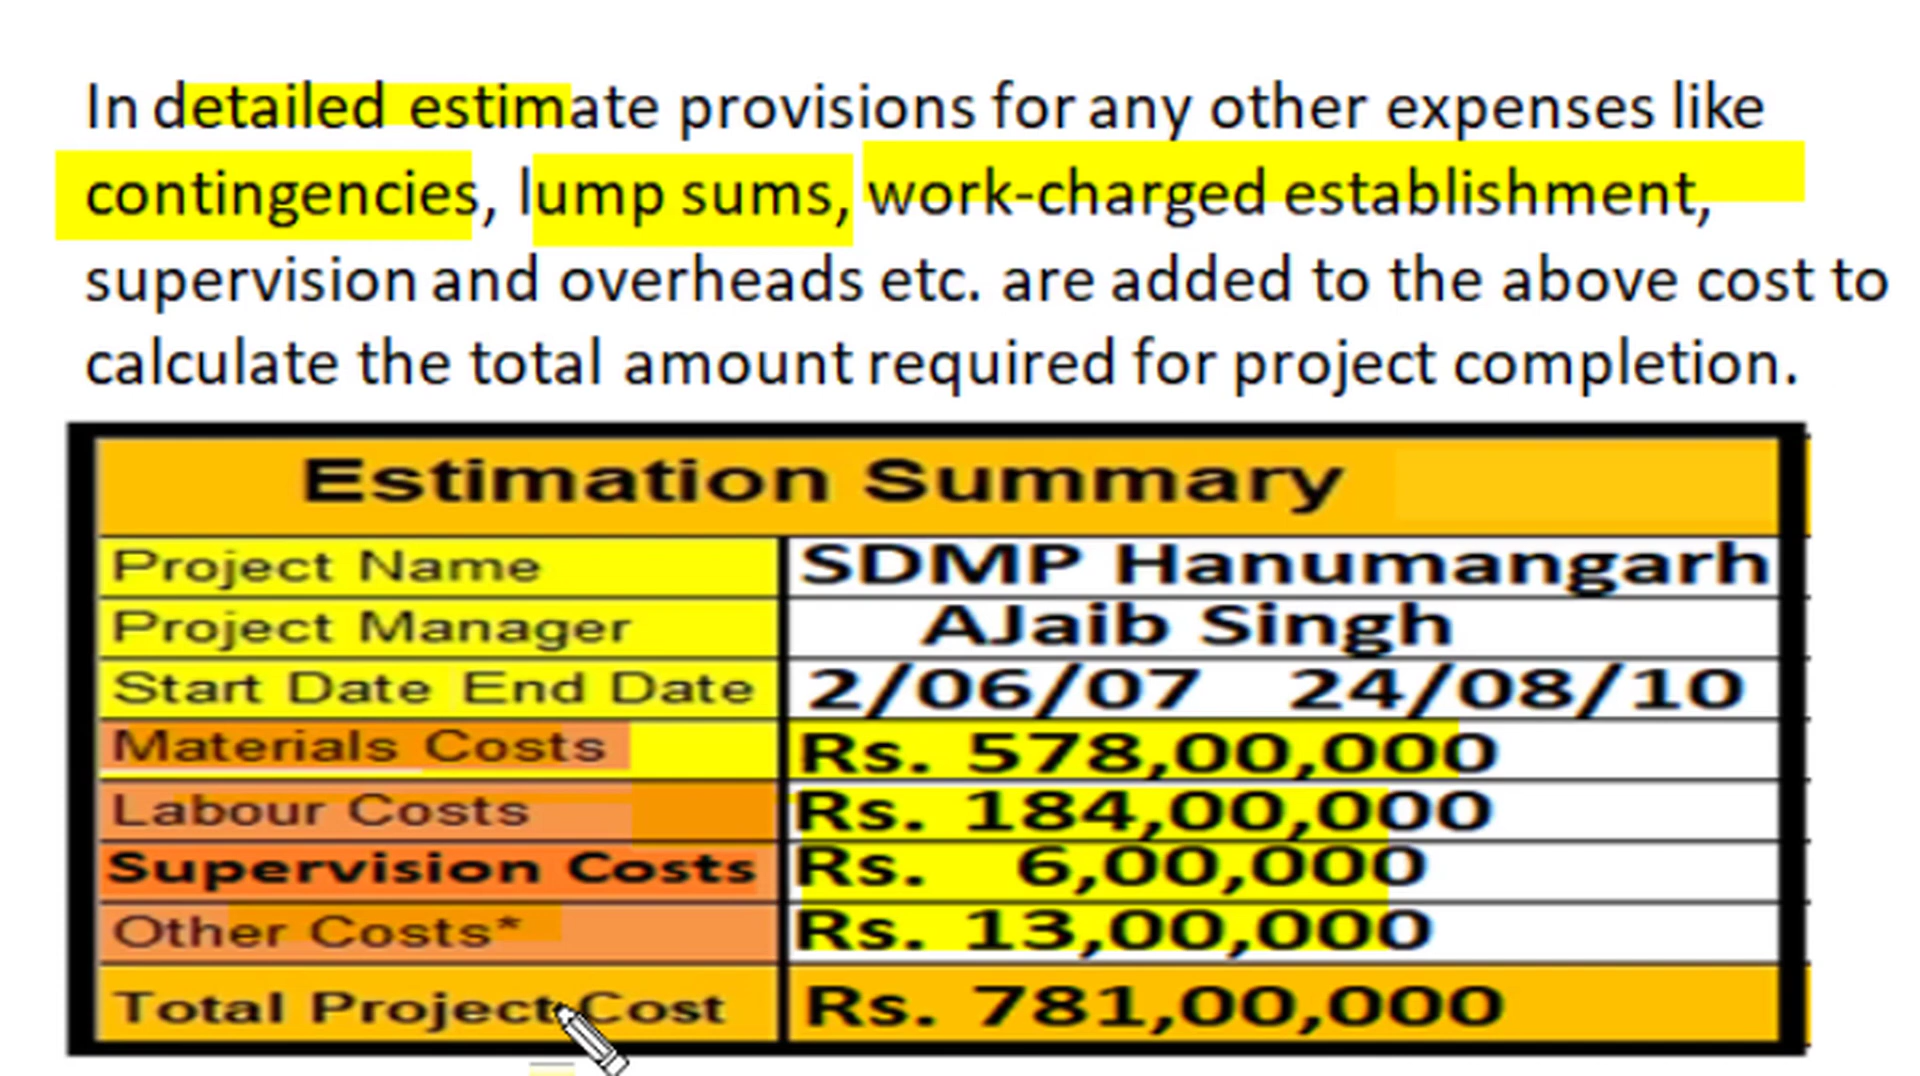 In detailed estimate provisions for any other expenses like
contingencies, lump sums, work-charged establishment,
supervision and overheads etc. are added to the above cost to
calculate the total amount required for project completion.
Estimation Summary
Project Name SDMP Hanumangarh
Project Manager AJaib Singh
Start Date End Date 2/06/07 24/08/10
Materials Costs Rs. 578,00,000
Labour Costs Rs. 184,00,000
Supervision Costs Rs. 6,00,000
Other Costs* Rs. 13,00,000
Total Project Cost Rs. 781,00,000